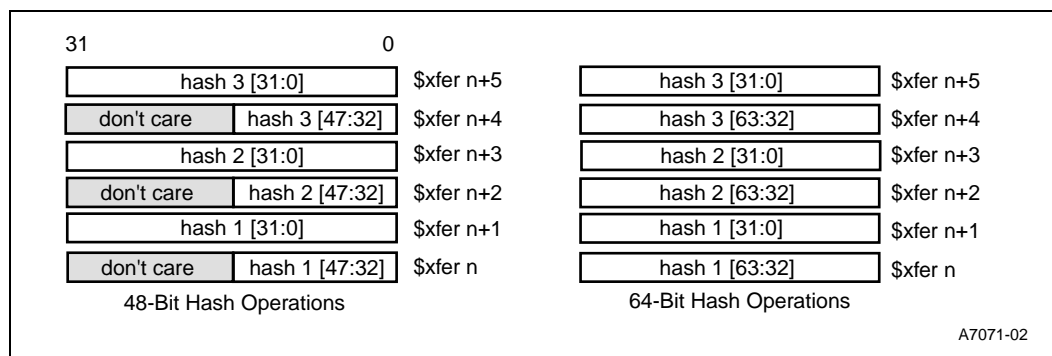 31 0
hash 3 [31:0] $xfer n+5 hash 3 [31:0] $xfer n+5
don't care hash 3 [47:32] $xfer n+4 hash 3 [63:32] $xfer n+4
hash 2 [31:0] $xfer n+3 hash 2 [31:0] $xfer n+3
don't care hash 2 [47:32] $xfer n+2 hash 2 [63:32] $xfer n+2
hash 1 [31:0] $xfer n+1 hash 1 [31:0] $xfer n+1
don't care hash 1 [47:32] $xfer n hash 1 [63:32] $xfer n
48-Bit Hash Operations 64-Bit Hash Operations
A7071-02